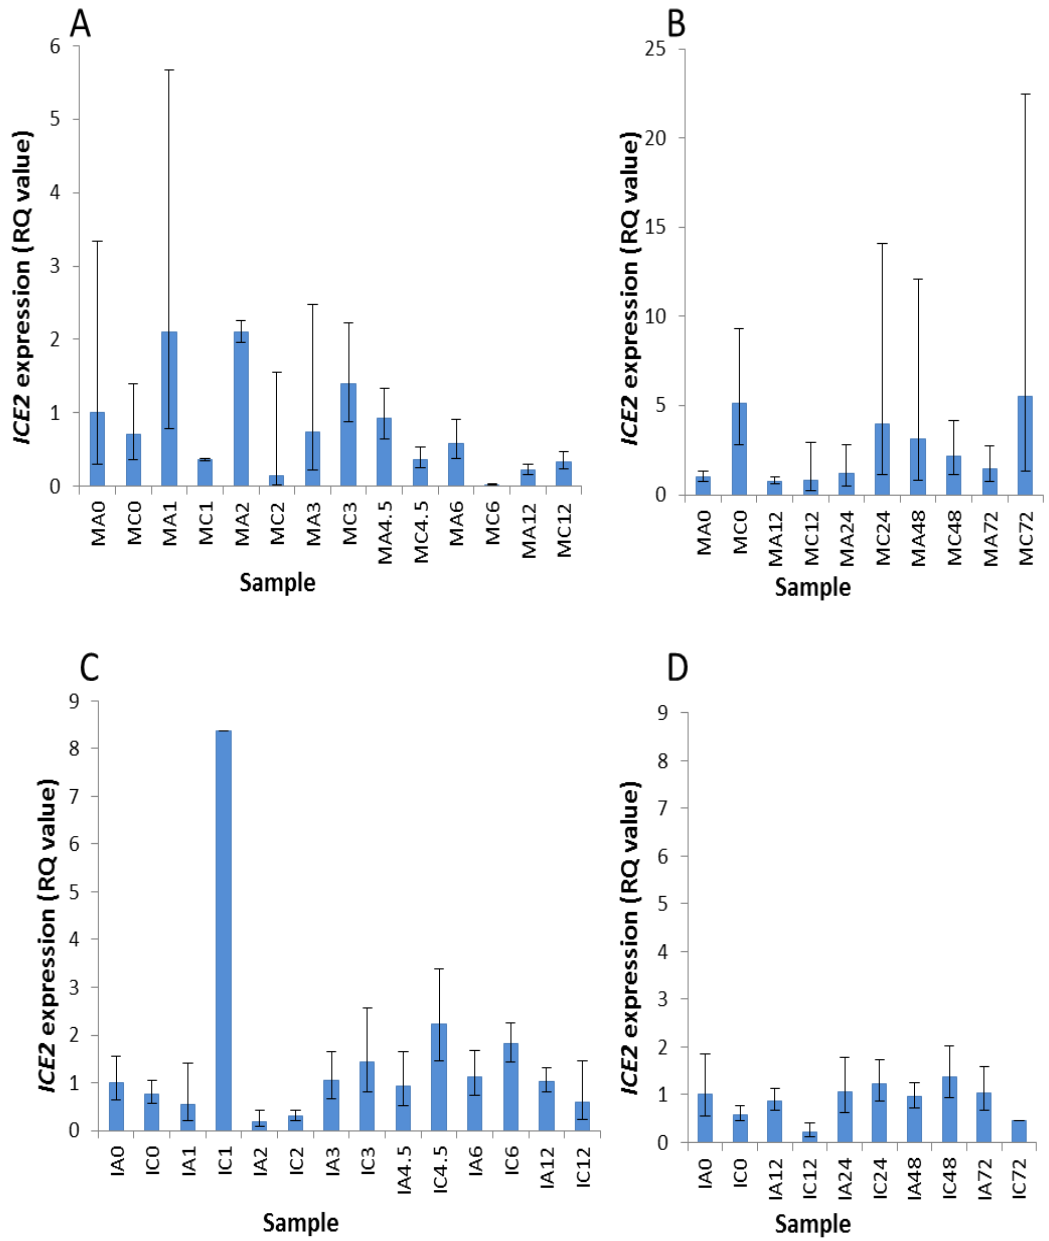 A
ICE2 expression (RQ value)
6
5
4
3
2
1
0
MA0 MC0 MA1 MC1 MA2 MC2 MA3 MC3 MA4.5 MC4.5 MA6 MC6 MA12 MC12
Sample
B
ICE2 expression (RQ value)
25
20
15
10
5
0
MA0 MC0 MA12 MC12 MA24 MC24 MA48 MC48 MA72 MC72
Sample
C
ICE2 expression (RQ value)
9
8
7
6
5
4
3
2
1
0
IA0 IC0 IA1 IC1 IA2 IC2 IA3 IC3 IA4.5 IC4.5 IA6 IC6 IA12 IC12
Sample
D
ICE2 expression (RQ value)
9
8
7
6
5
4
3
2
1
0
IA0 IC0 IA12 IC12 IA24 IC24 IA48 IC48 IA72 IC72
Sample